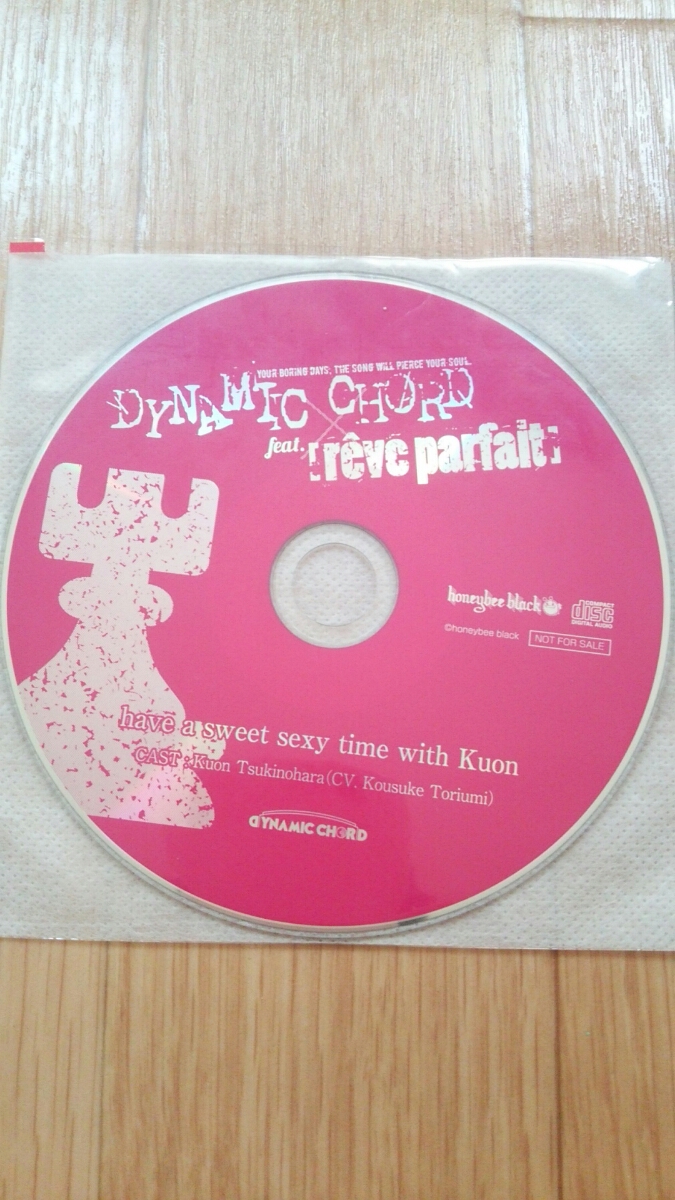 YOUR BORING DAYS; THE SONG WILL PIERCE YOUR SOUL.
DYNAMIC CHORD
feat. [rêve parfait]
honeybee black
COMPACT
disc
DIGITAL AUDIO
©honeybee black
NOT FOR SALE
have a sweet sexy time with Kuon
CAST : Kuon Tsukinohara(CV. Kousuke Toriumi)
DYNAMIC CHORD